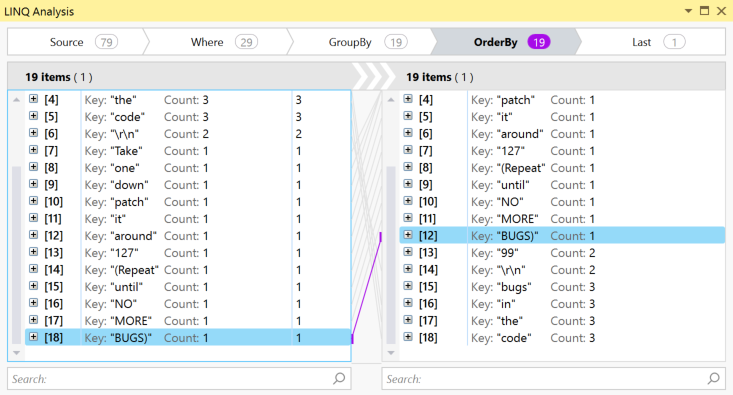 LINQ Analysis
Source 79 Where 29 GroupBy 19 OrderBy 19 Last 1
19 items ( 1 ) 19 items ( 1 )
[4] Key: "the" Count: 3 3 [4] Key: "patch" Count: 1
[5] Key: "code" Count: 3 3 [5] Key: "it" Count: 1
[6] Key: "\r\n" Count: 2 2 [6] Key: "around" Count: 1
[7] Key: "Take" Count: 1 1 [7] Key: "127" Count: 1
[8] Key: "one" Count: 1 1 [8] Key: "(Repeat" Count: 1
[9] Key: "down" Count: 1 1 [9] Key: "until" Count: 1
[10] Key: "patch" Count: 1 1 [10] Key: "NO" Count: 1
[11] Key: "it" Count: 1 1 [11] Key: "MORE" Count: 1
[12] Key: "around" Count: 1 1 [12] Key: "BUGS)" Count: 1
[13] Key: "127" Count: 1 1 [13] Key: "99" Count: 2
[14] Key: "(Repeat" Count: 1 1 [14] Key: "\r\n" Count: 2
[15] Key: "until" Count: 1 1 [15] Key: "bugs" Count: 3
[16] Key: "NO" Count: 1 1 [16] Key: "in" Count: 3
[17] Key: "MORE" Count: 1 1 [17] Key: "the" Count: 3
[18] Key: "BUGS)" Count: 1 1 [18] Key: "code" Count: 3
Search: Search: